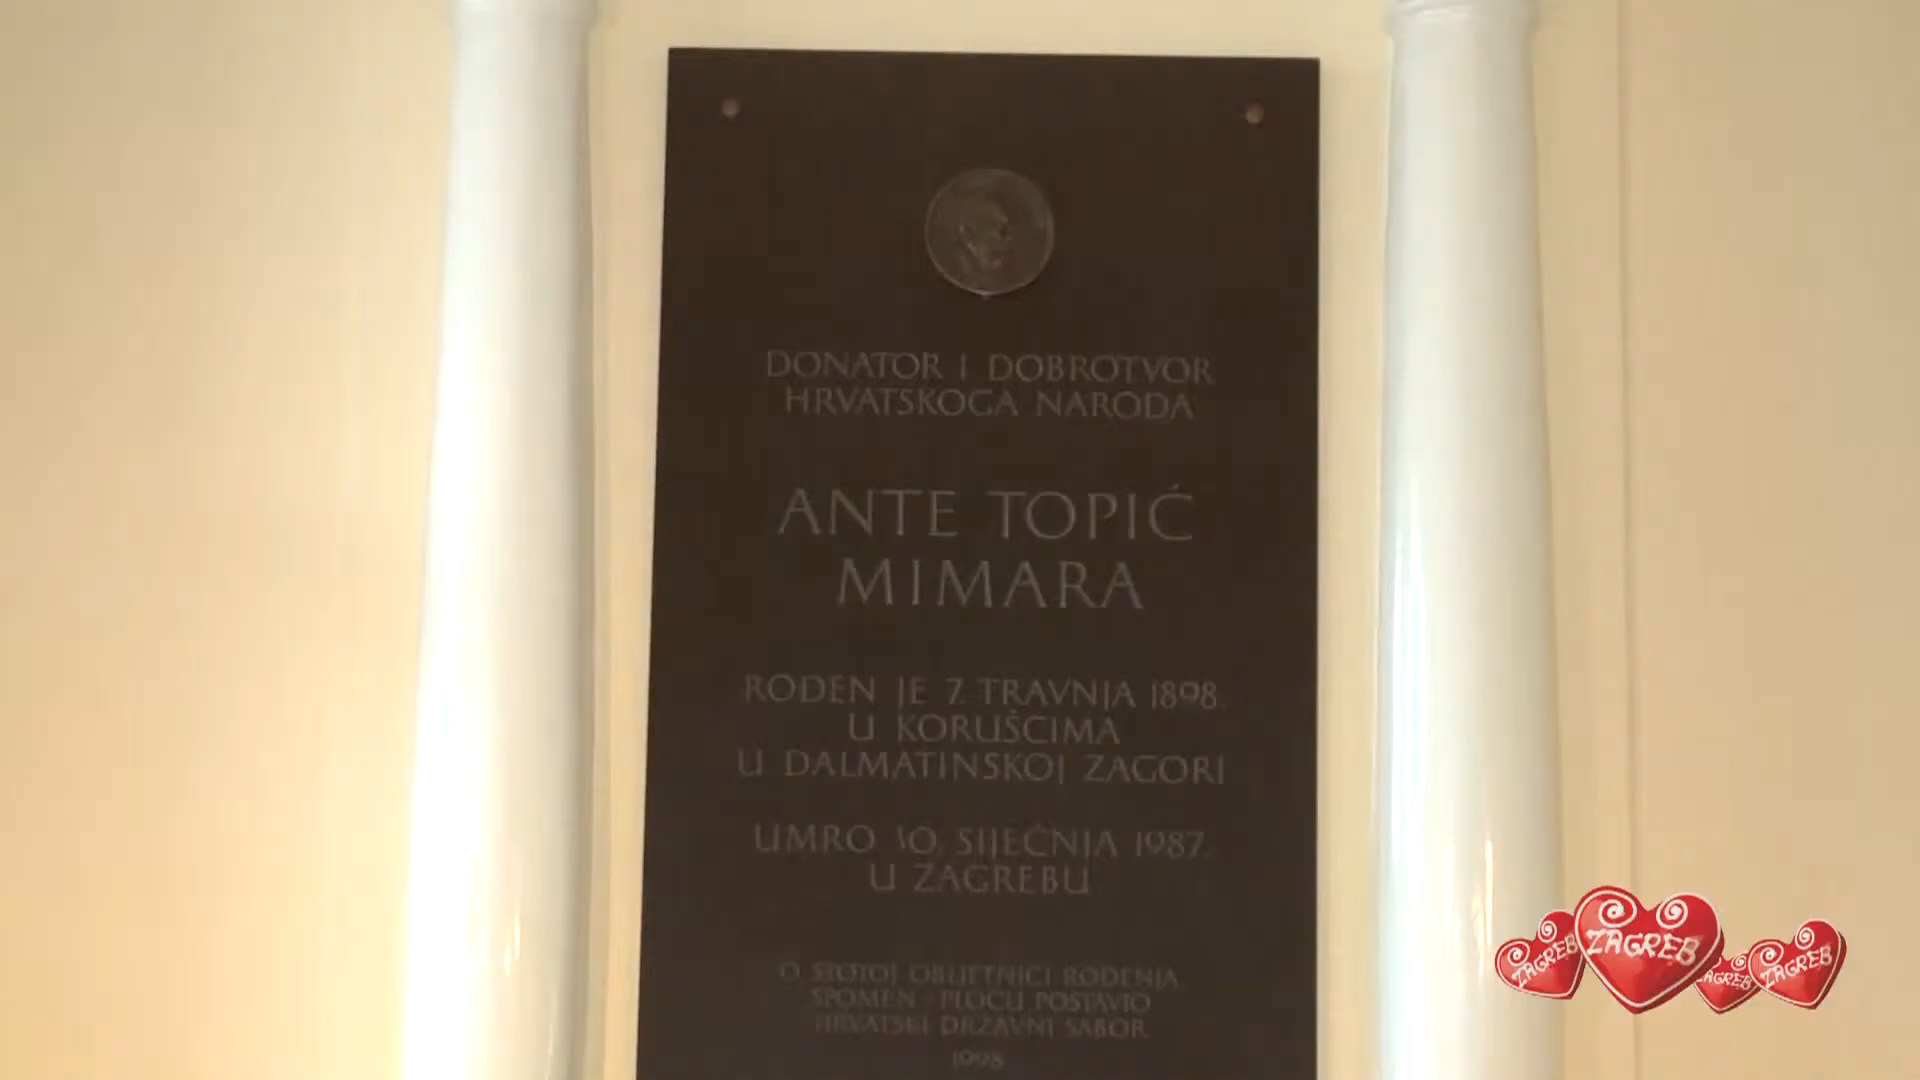 DONATOR I DOBROTVOR
HRVATSKOGA NARODA
ANTE TOPIĆ
MIMARA
ROĐEN JE 7. TRAVNJA 1898.
U KORUŠCIMA
U DALMATINSKOJ ZAGORI
UMRO 30. SIJEČNJA 1987.
U ZAGREBU
O STOTOJ OBLJETNICI ROĐENJA
SPOMEN-PLOČU POSTAVIO
HRVATSKI DRŽAVNI SABOR
1998
ZAGREB
ZAGREB
ZAGREB
ZAGREB